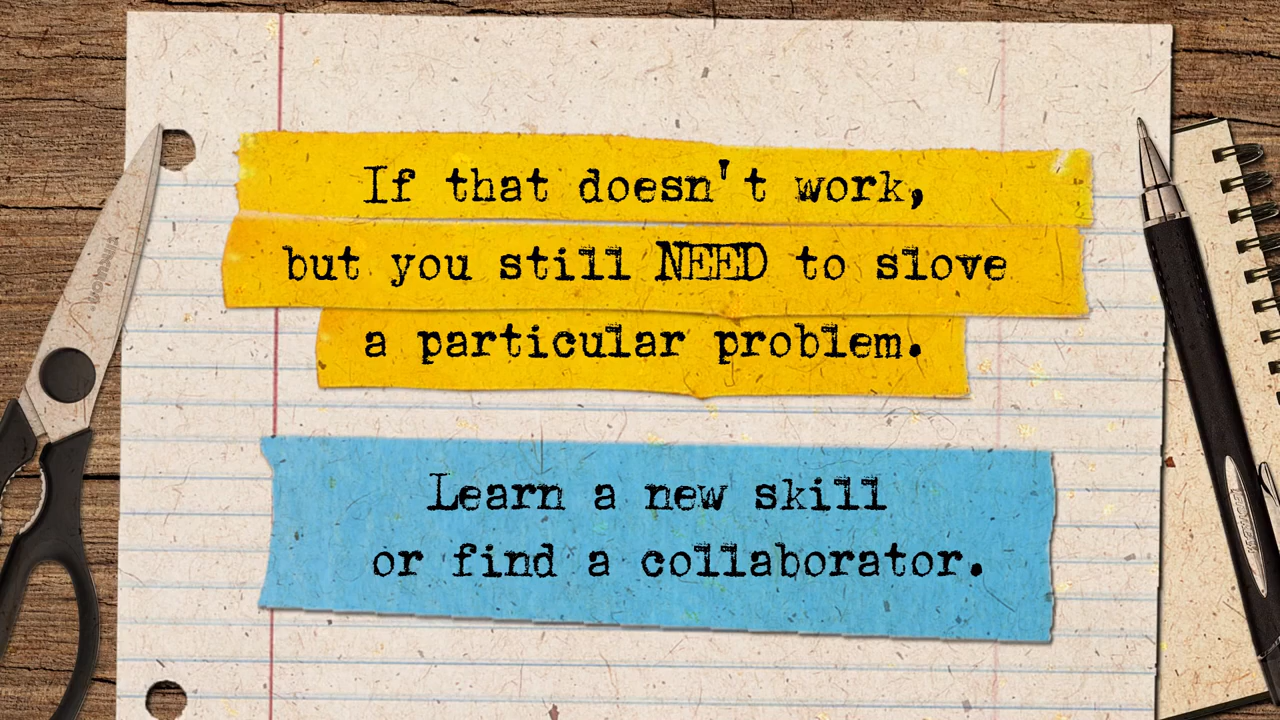 If that doesn't work,
but you still NEED to slove
a particular problem.
Learn a new skill
or find a collaborator.